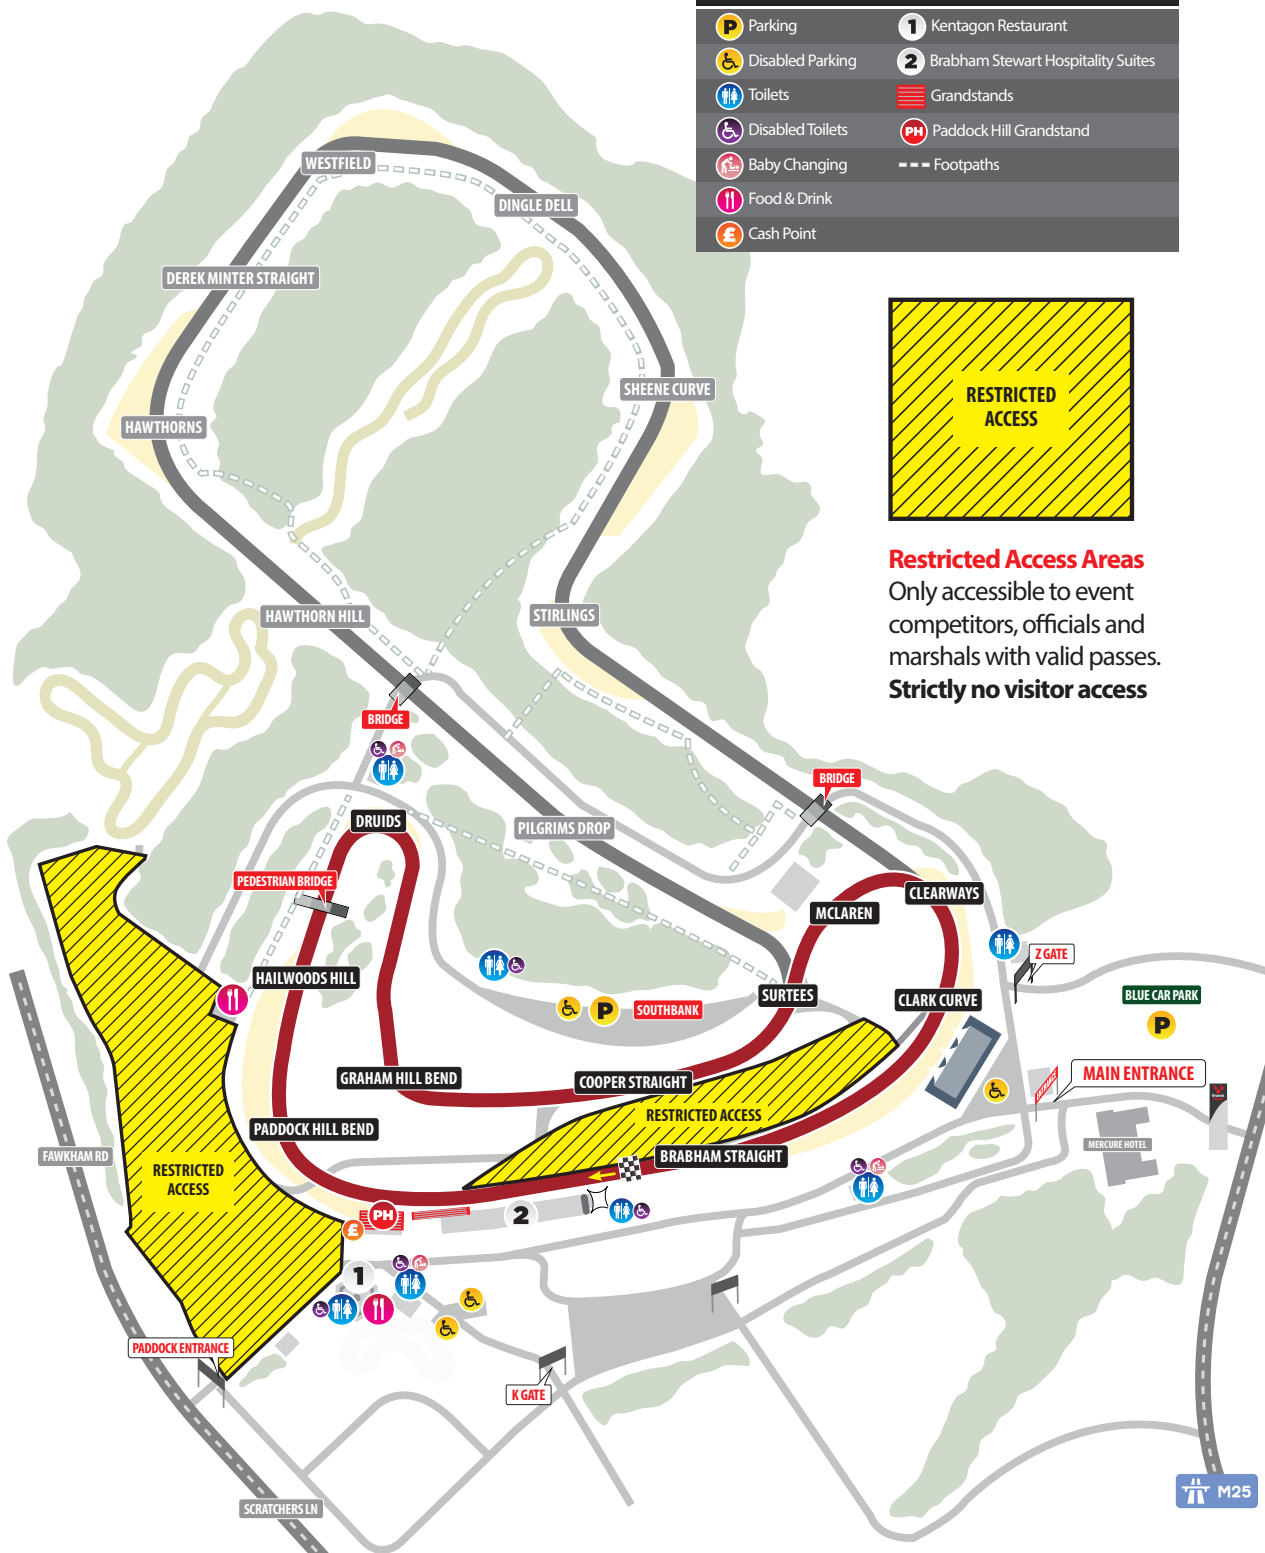 P Parking
1 Kentagon Restaurant
Disabled Parking
2 Brabham Stewart Hospitality Suites
Toilets
Grandstands
Disabled Toilets
PH Paddock Hill Grandstand
Baby Changing
Footpaths
Food & Drink
£ Cash Point
WESTFIELD
DINGLE DELL
DEREK MINTER STRAIGHT
SHEENE CURVE
HAWTHORNS
RESTRICTED
ACCESS
Restricted Access Areas
Only accessible to event
competitors, officials and
marshals with valid passes.
Strictly no visitor access
HAWTHORN HILL
STIRLINGS
BRIDGE
BRIDGE
DRUIDS
PILGRIMS DROP
PEDESTRIAN BRIDGE
CLEARWAYS
MCLAREN
Z GATE
HAILWOODS HILL
SURTEES
CLARK CURVE
BLUE CAR PARK
P
SOUTHBANK
P
GRAHAM HILL BEND
COOPER STRAIGHT
MAIN ENTRANCE
RESTRICTED ACCESS
PADDOCK HILL BEND
MERCURE HOTEL
FAWKHAM RD
BRABHAM STRAIGHT
RESTRICTED
ACCESS
PH
2
£
1
PADDOCK ENTRANCE
K GATE
M25
SCRATCHERS LN